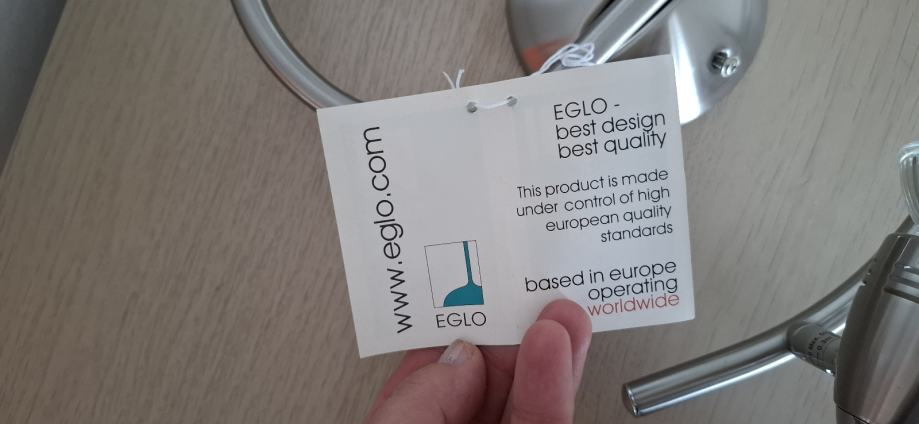 www.eglo.com
EGLO
EGLO -
best design
best quality
This product is made
under control of high
european quality
standards
based in europe
operating
worldwide